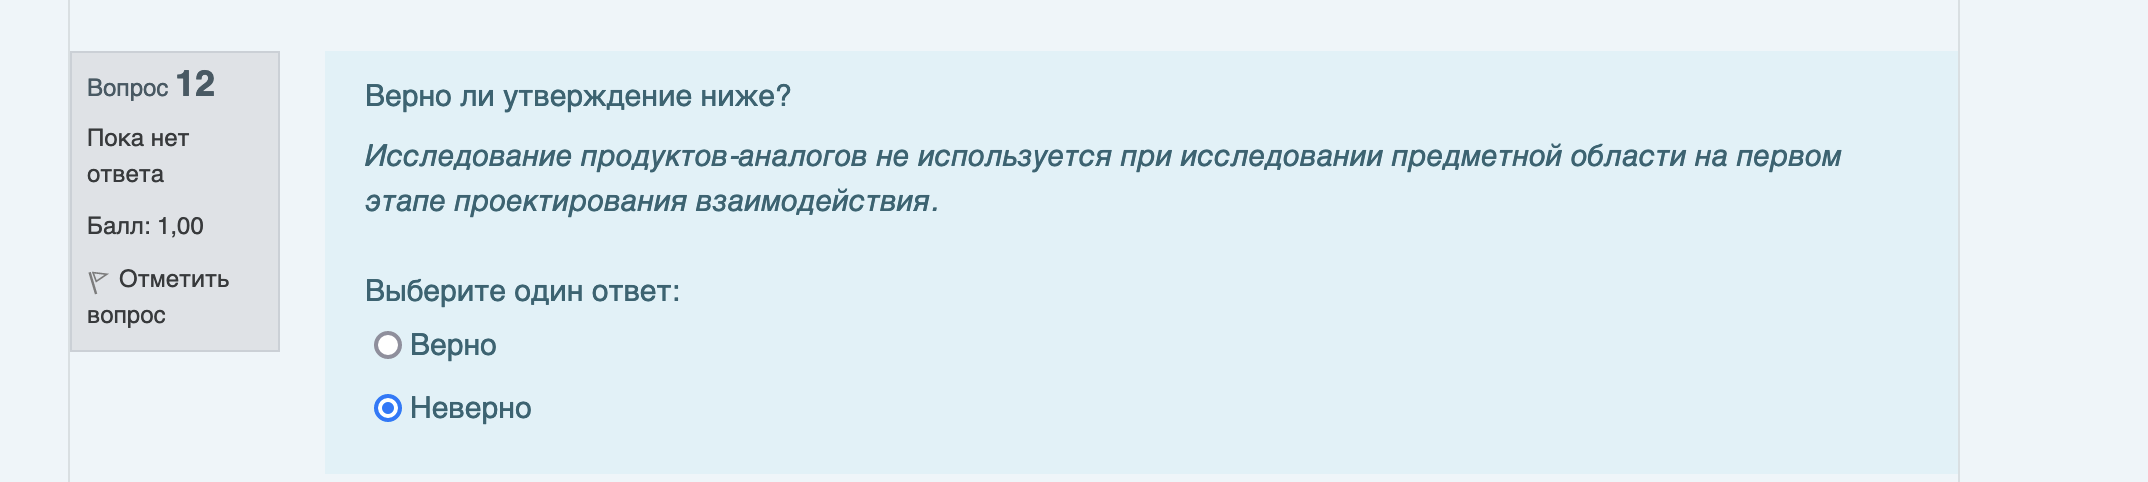 Вопрос 12
Пока нет
ответа
Балл: 1,00
Отметить
вопрос
Верно ли утверждение ниже?
Исследование продуктов-аналогов не используется при исследовании предметной области на первом
этапе проектирования взаимодействия.
Выберите один ответ:
Верно
Неверно